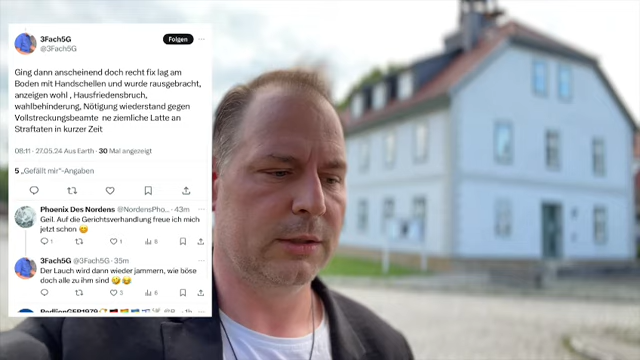 3Fach5G
@3Fach5G
Folgen
Ging dann anscheinend doch recht fix lag am
Boden mit Handschellen und wurde rausgebracht,
anzeigen wohl , Hausfriedensbruch,
wahlbehinderung, Nötigung wiederstand gegen
Vollstreckungsbeamte ne ziemliche Latte an
Straftaten in kurzer Zeit
08:11 · 27.05.24 Aus Earth · 30 Mal angezeigt
5 „Gefällt mir“-Angaben
Phoenix Des Nordens @NordensPho... · 43m
Geil. Auf die Gerichtsverhandlung freue ich mich
jetzt schon 😄
1 1 6
3Fach5G @3Fach5G · 35m
Der Lauch wird dann wieder jammern, wie böse
doch alle zu ihm sind 🤣😂
3 6